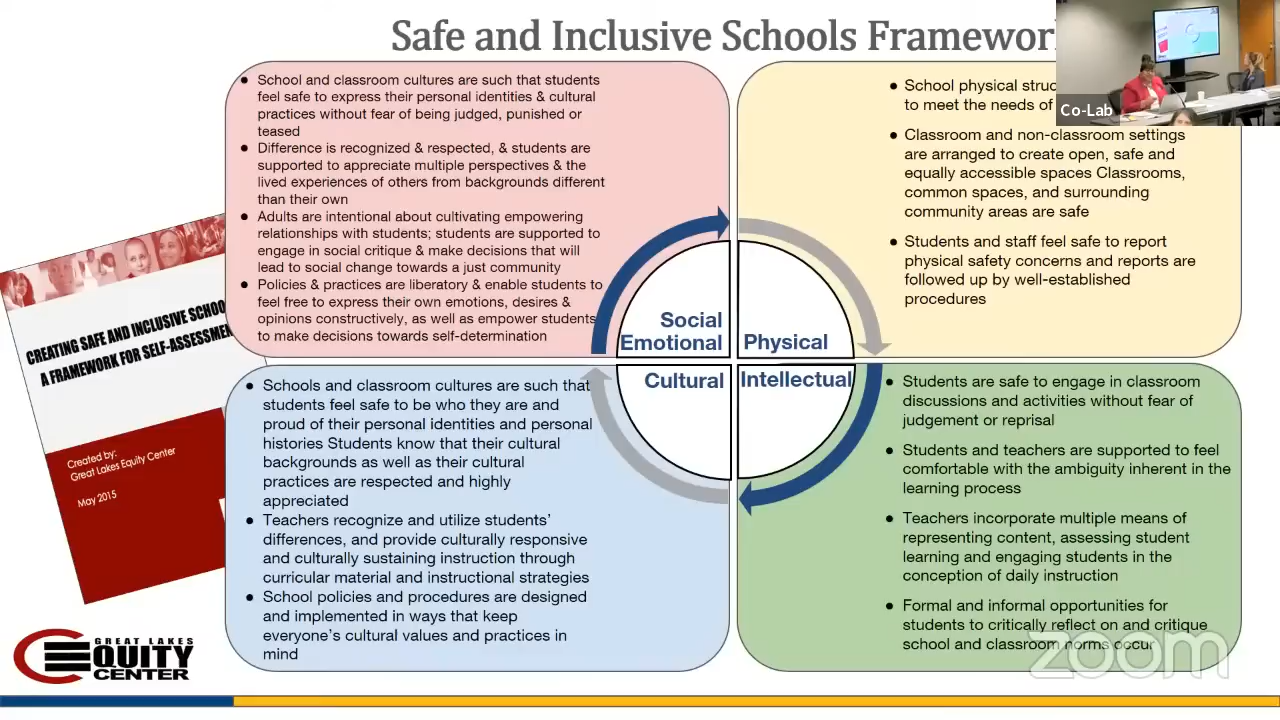 Safe and Inclusive Schools Framewor
Co-Lab
● School and classroom cultures are such that students
feel safe to express their personal identities & cultural
practices without fear of being judged, punished or
teased
● Difference is recognized & respected, & students are
supported to appreciate multiple perspectives & the
lived experiences of others from backgrounds different
than their own
● Adults are intentional about cultivating empowering
relationships with students; students are supported to
engage in social critique & make decisions that will
lead to social change towards a just community
● Policies & practices are liberatory & enable students to
feel free to express their own emotions, desires &
opinions constructively, as well as empower students
to make decisions towards self-determination
● School physical struc
to meet the needs of
● Classroom and non-classroom settings
are arranged to create open, safe and
equally accessible spaces Classrooms,
common spaces, and surrounding
community areas are safe
● Students and staff feel safe to report
physical safety concerns and reports are
followed up by well-established
procedures
Social
Emotional
Physical
Cultural
Intellectual
● Schools and classroom cultures are such that
students feel safe to be who they are and
proud of their personal identities and personal
histories Students know that their cultural
backgrounds as well as their cultural
practices are respected and highly
appreciated
● Teachers recognize and utilize students’
differences, and provide culturally responsive
and culturally sustaining instruction through
curricular material and instructional strategies
● School policies and procedures are designed
and implemented in ways that keep
everyone’s cultural values and practices in
mind
● Students are safe to engage in classroom
discussions and activities without fear of
judgement or reprisal
● Students and teachers are supported to feel
comfortable with the ambiguity inherent in the
learning process
● Teachers incorporate multiple means of
representing content, assessing student
learning and engaging students in the
conception of daily instruction
● Formal and informal opportunities for
students to critically reflect on and critique
school and classroom norms occur
CREATING SAFE AND INCLUSIVE SCHOO
A FRAMEWORK FOR SELF-ASSESSMEN
Created by:
Great Lakes Equity Center
May 2015
GREAT LAKES
EQUITY
CENTER
zoom